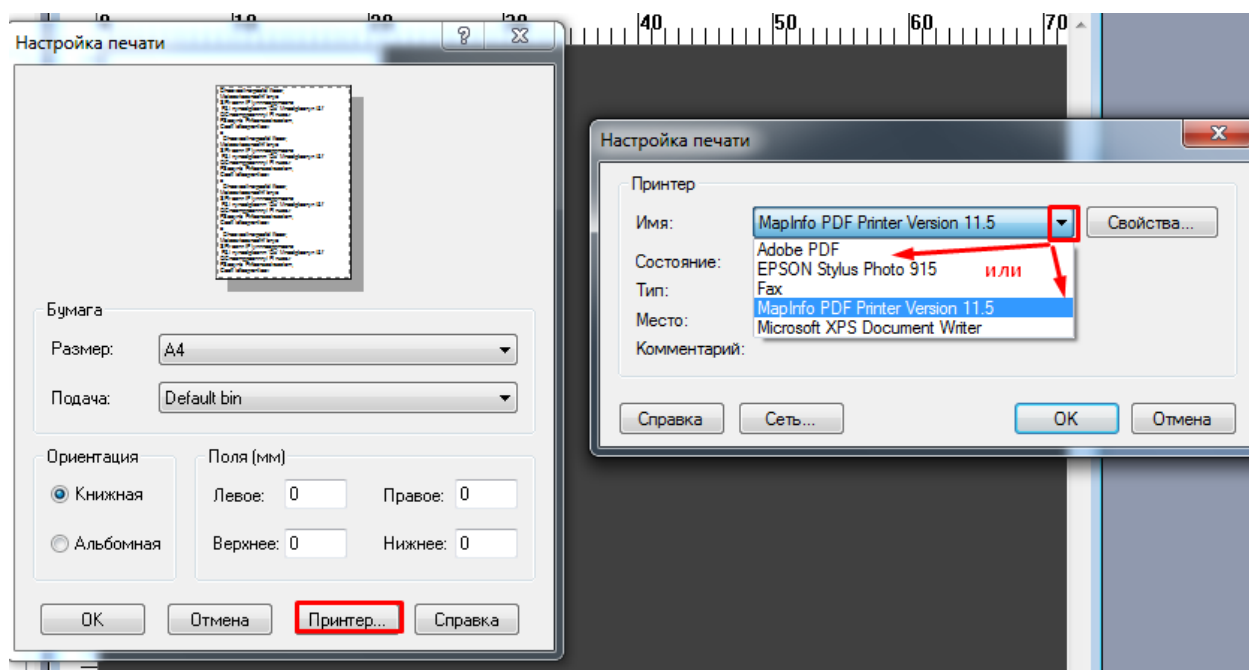 40 50 60 70
Настройка печати
Бумага
Размер: A4
Подача: Default bin
Ориентация
Книжная
Альбомная
Поля (мм)
Левое: 0 Правое: 0
Верхнее: 0 Нижнее: 0
OK Отмена Принтер... Справка
Настройка печати
Принтер
Имя: MapInfo PDF Printer Version 11.5 Свойства...
Adobe PDF
Состояние: EPSON Stylus Photo 915 или
Тип: Fax
MapInfo PDF Printer Version 11.5
Место: Microsoft XPS Document Writer
Комментарий:
Справка Сеть... OK Отмена